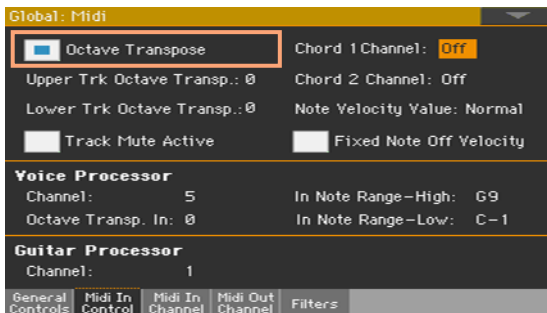 Global: Midi
Octave Transpose
Chord 1 Channel: Off
Upper Trk Octave Transp.: 0
Chord 2 Channel: Off
Lower Trk Octave Transp.: 0
Note Velocity Value: Normal
Track Mute Active
Fixed Note Off Velocity
Voice Processor
Channel: 5
In Note Range-High: G9
Octave Transp. In: 0
In Note Range-Low: C-1
Guitar Processor
Channel: 1
General Controls
Midi In Control
Midi In Channel
Midi Out Channel
Filters